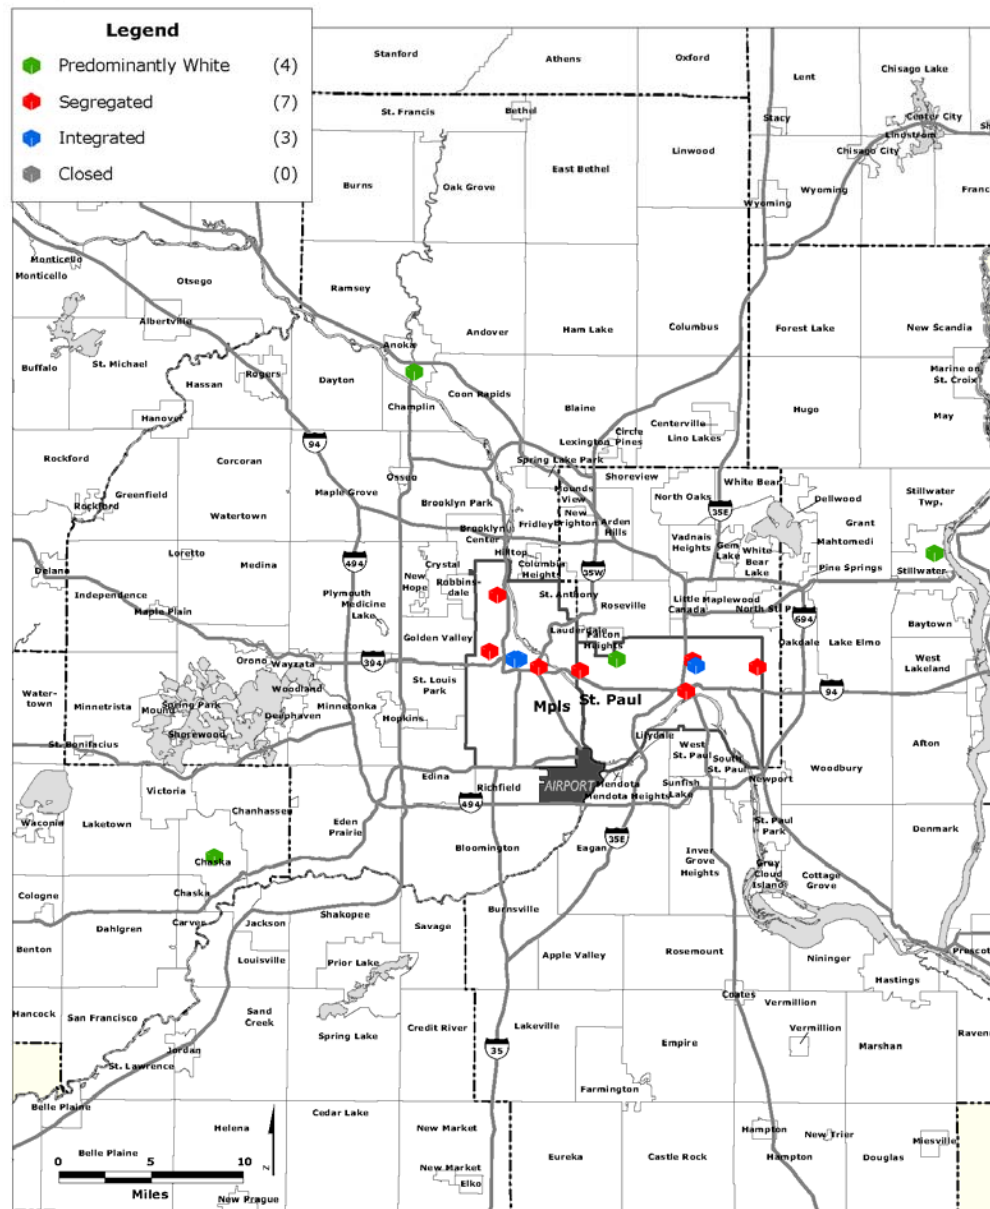 Legend
Predominantly White (4)
Segregated (7)
Integrated (3)
Closed (0)
Stanford
Athens
Oxford
Lent
Chisago Lake
St. Francis
Bethel
Stacy
Center City
Lindstrom
Linwood
Chisago City
East Bethel
Burns
Oak Grove
Wyoming
Wyoming
Franc
Monticello
Monticello
Otsego
Ramsey
Albertville
Andover
Ham Lake
Columbus
Forest Lake
New Scandia
Anoka
Buffalo
St. Michael
Rogers
Hassan
Dayton
Marine on
St. Croix
Coon Rapids
Champlin
Blaine
Hugo
May
Hanover
Centerville
Circle
Pines
Lexington
Lino Lakes
94
Rockford
Corcoran
Spring Lake Park
Osseo
Shoreview
White Bear
Mounds
View
North Oaks
Dellwood
Stillwater
Twp.
Greenfield
Maple Grove
Rockford
Brooklyn Park
35E
New
Brighton
Watertown
Fridley
Arden
Hills
Grant
Brooklyn
Center
Vadnais
Heights
Gem
Lake
Mahtomedi
Loretto
Hilltop
White
Bear
Lake
494
Medina
Crystal
Columbia
Heights
35W
Pine Springs
Stillwater
Delano
New
Hope
Robbins-
dale
Independence
Plymouth
St. Anthony
Little
Canada
Maplewood
Medicine
Lake
Roseville
North St. P
Maple Plain
694
Baytown
Lauderdale
Golden Valley
Falcon
Heights
Oakdale
Lake Elmo
Orono
Wayzata
394
West
Lakeland
Water-
town
St. Louis
Park
Woodland
94
Minnetrista
Mound
Spring Park
Minnetonka
St. Paul
Mpls
Deephaven
Hopkins
Shorewood
Lilydale
Afton
St. Bonifacius
West
St. Paul
South
St. Paul
Woodbury
Edina
Newport
Victoria
Richfield
AIRPORT
Mendota
Sunfish
Lake
Mendota Heights
Chanhassen
494
Waconia
Laketown
Eden
Prairie
St. Paul
Park
Denmark
35E
Bloomington
Eagan
Inver
Grove
Heights
Chaska
Grey
Cloud
Island
Cottage
Grove
Cologne
Chaska
Burnsville
Shakopee
Carver
Jackson
Dahlgren
Savage
Benton
Louisville
Apple Valley
Rosemount
Nininger
Prescot
Prior Lake
Hastings
Coates
Vermillion
Hancock
San Francisco
Sand
Creek
Credit River
Lakeville
Spring Lake
Vermillion
Raven
Empire
Marshan
Jordan
35
St. Lawrence
Farmington
Belle Plaine
Cedar Lake
Helena
New Market
Hampton
New Trier
Miesville
Belle Plaine
Eureka
Castle Rock
Hampton
Douglas
0 5 10
Miles
z
New Market
Elko
New Prague